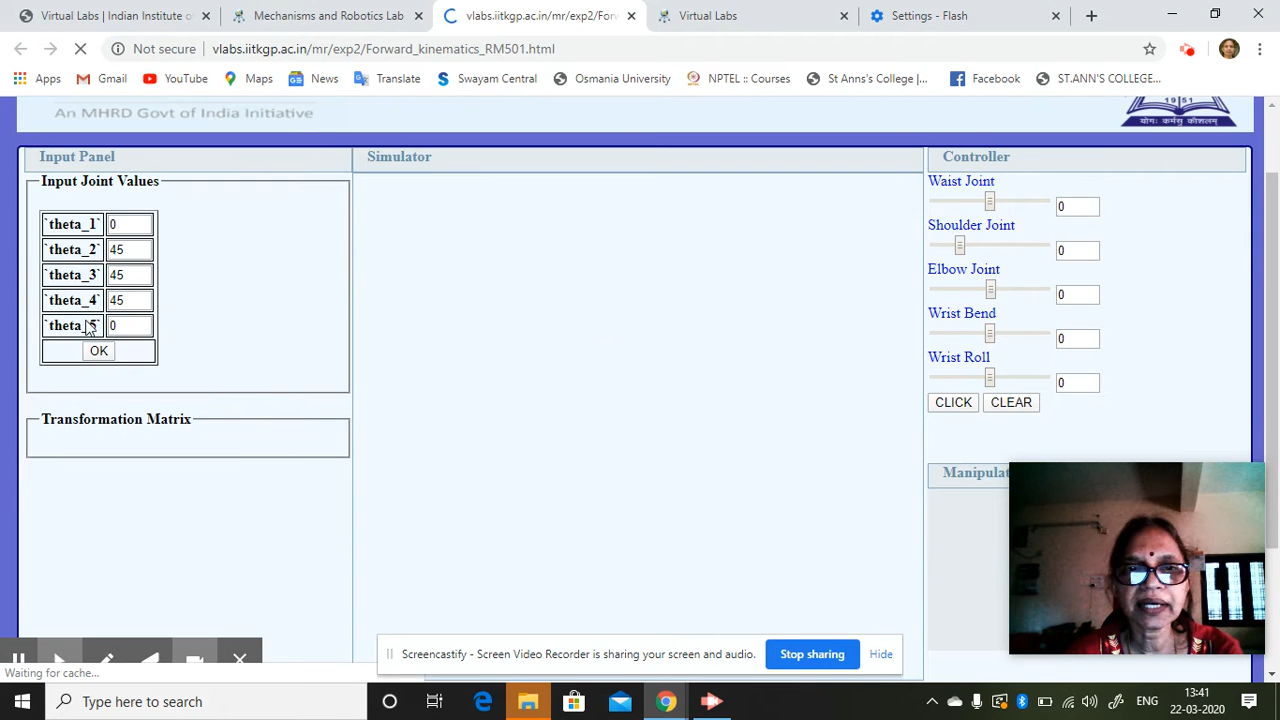 Virtual Labs | Indian Institute o
Mechanisms and Robotics Lab
vlabs.iitkgp.ac.in/mr/exp2/Forv
Virtual Labs
Settings - Flash
Not secure
vlabs.iitkgp.ac.in/mr/exp2/Forward_kinematics_RM501.html
Apps
Gmail
YouTube
Maps
News
Translate
Swayam Central
Osmania University
NPTEL :: Courses
St Anns's College |...
Facebook
ST.ANN'S COLLEGE...
An MHRD Govt of India Initiative
1951
योगः कर्मसु कौशलम्
Input Panel
Simulator
Controller
Input Joint Values
`theta_1` 0
`theta_2` 45
`theta_3` 45
`theta_4` 45
`theta_5` 0
OK
Transformation Matrix
Waist Joint
0
Shoulder Joint
0
Elbow Joint
0
Wrist Bend
0
Wrist Roll
0
CLICK CLEAR
Manipulat
Screencastify - Screen Video Recorder is sharing your screen and audio.
Stop sharing
Hide
Waiting for cache...
Type here to search
ENG
13:41
22-03-2020